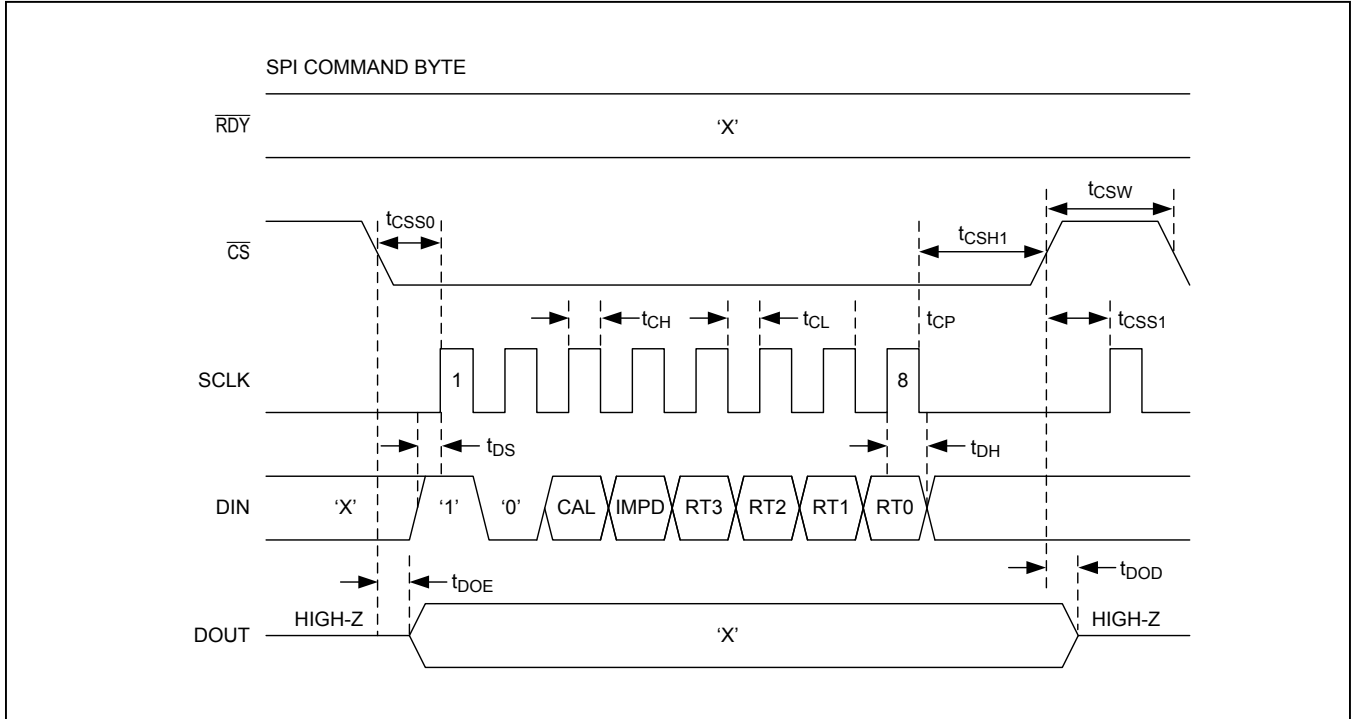 SPI COMMAND BYTE
RDY
'X'
tCSW
tCSS0
CS
tCSH1
tCH
tCL
tCP
tCSS1
SCLK
1
8
tDS
tDH
DIN
'X'
'1'
'0'
CAL
IMPD
RT3
RT2
RT1
RT0
tDOE
tDOD
HIGH-Z
HIGH-Z
DOUT
'X'